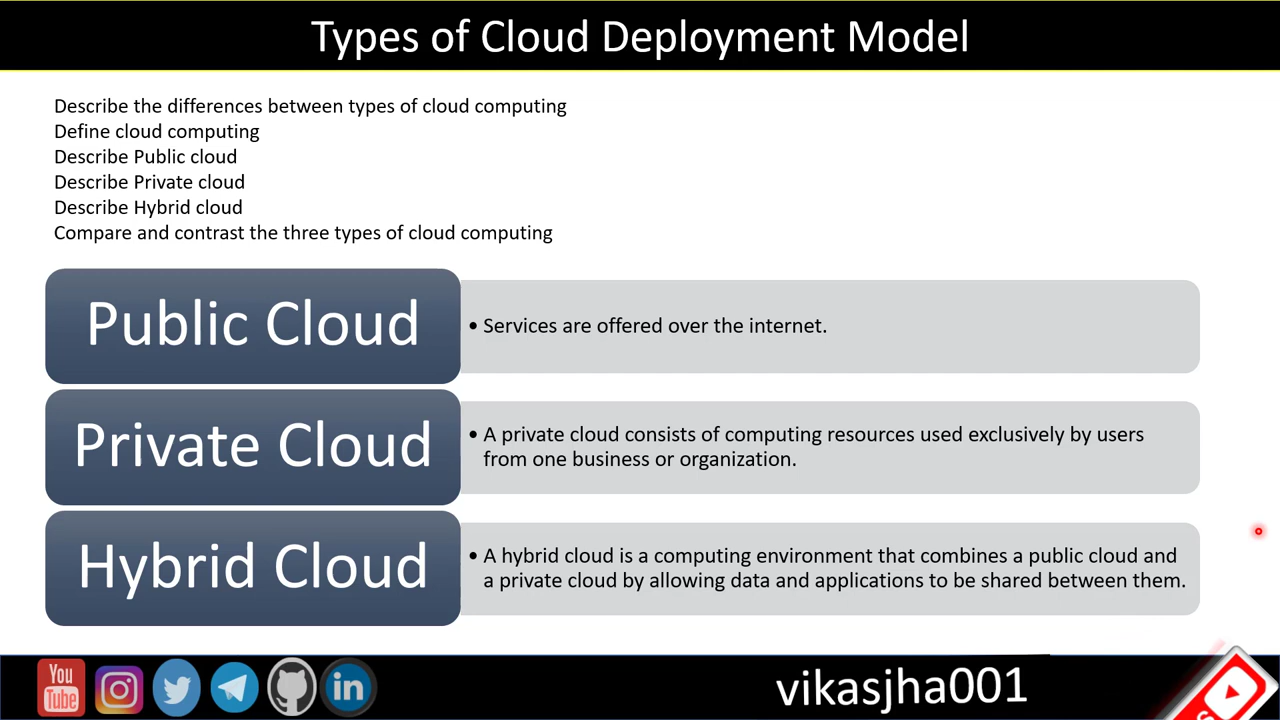 Types of Cloud Deployment Model
Describe the differences between types of cloud computing
Define cloud computing
Describe Public cloud
Describe Private cloud
Describe Hybrid cloud
Compare and contrast the three types of cloud computing
Public Cloud
• Services are offered over the internet.
Private Cloud
• A private cloud consists of computing resources used exclusively by users
from one business or organization.
Hybrid Cloud
• A hybrid cloud is a computing environment that combines a public cloud and
a private cloud by allowing data and applications to be shared between them.
You
Tube
in
vikasjha001